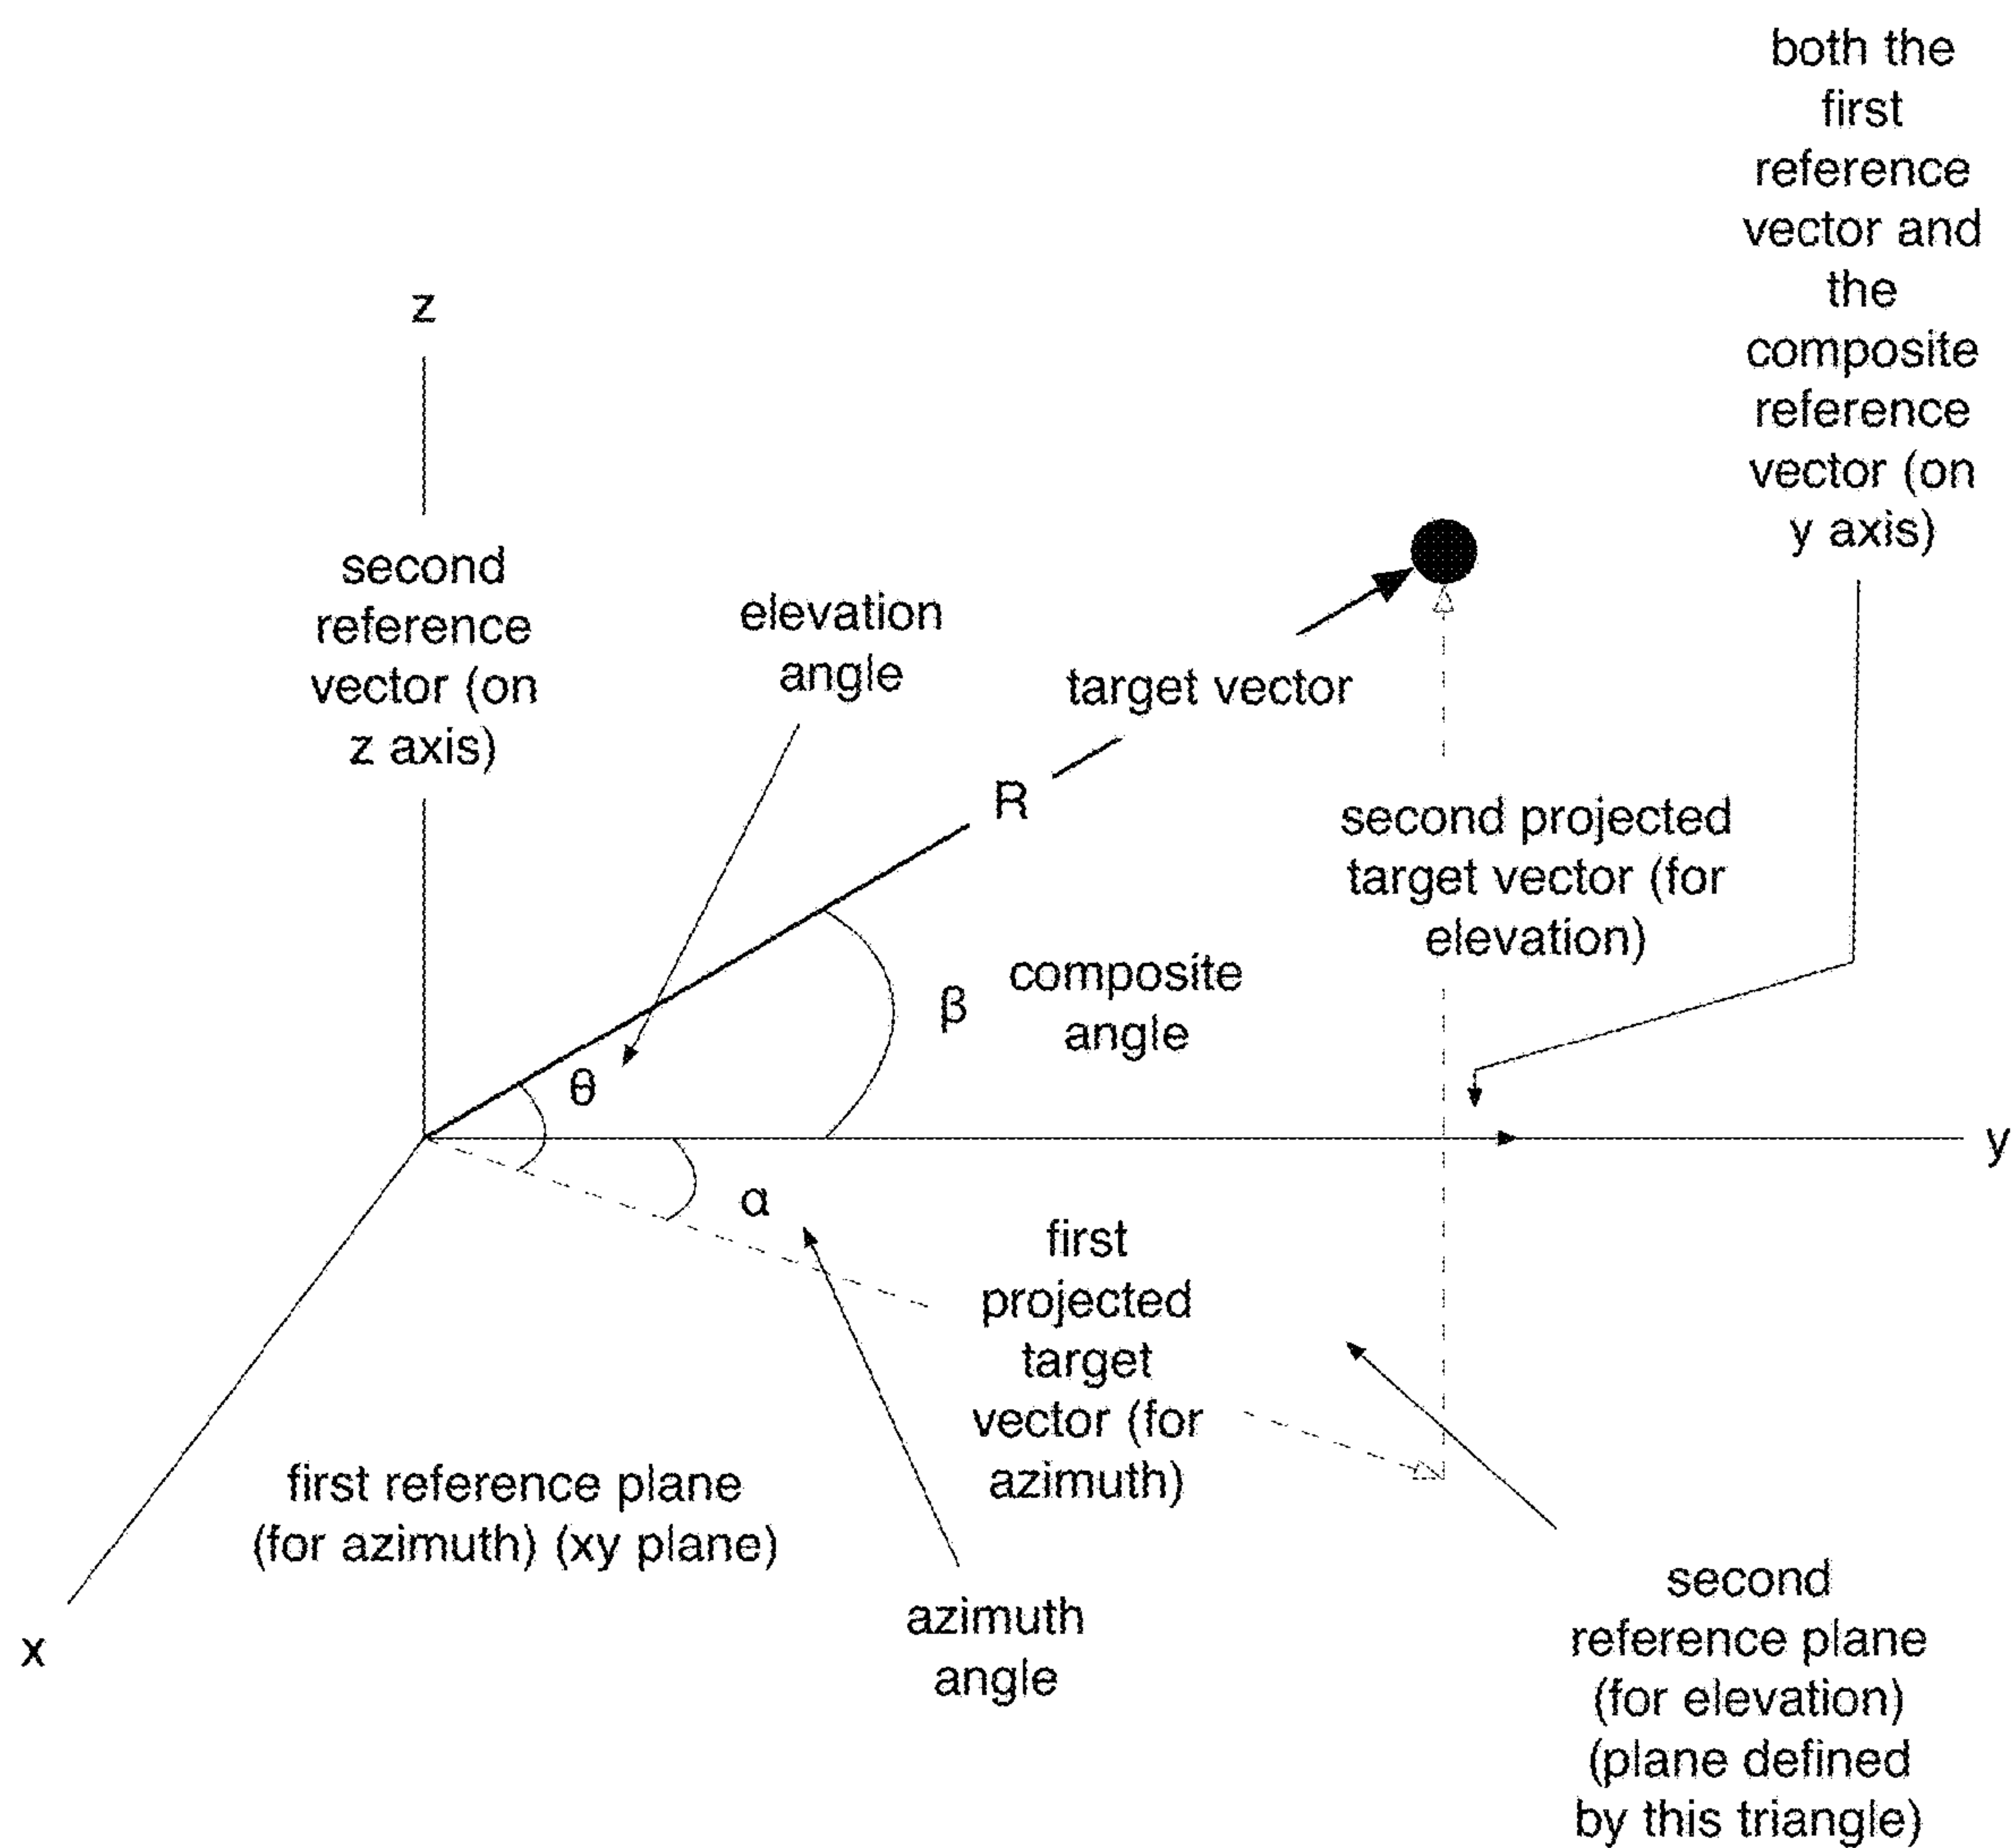 both the
first
reference
vector and
the
composite
reference
vector (on
y axis)
z
second
reference
vector (on
z axis)
elevation
angle
target vector
R
second projected
target vector (for
elevation)
composite
angle
β
θ
y
α
first
projected
target
vector (for
azimuth)
first reference plane
(for azimuth) (xy plane)
x
azimuth
angle
second
reference plane
(for elevation)
(plane defined
by this triangle)